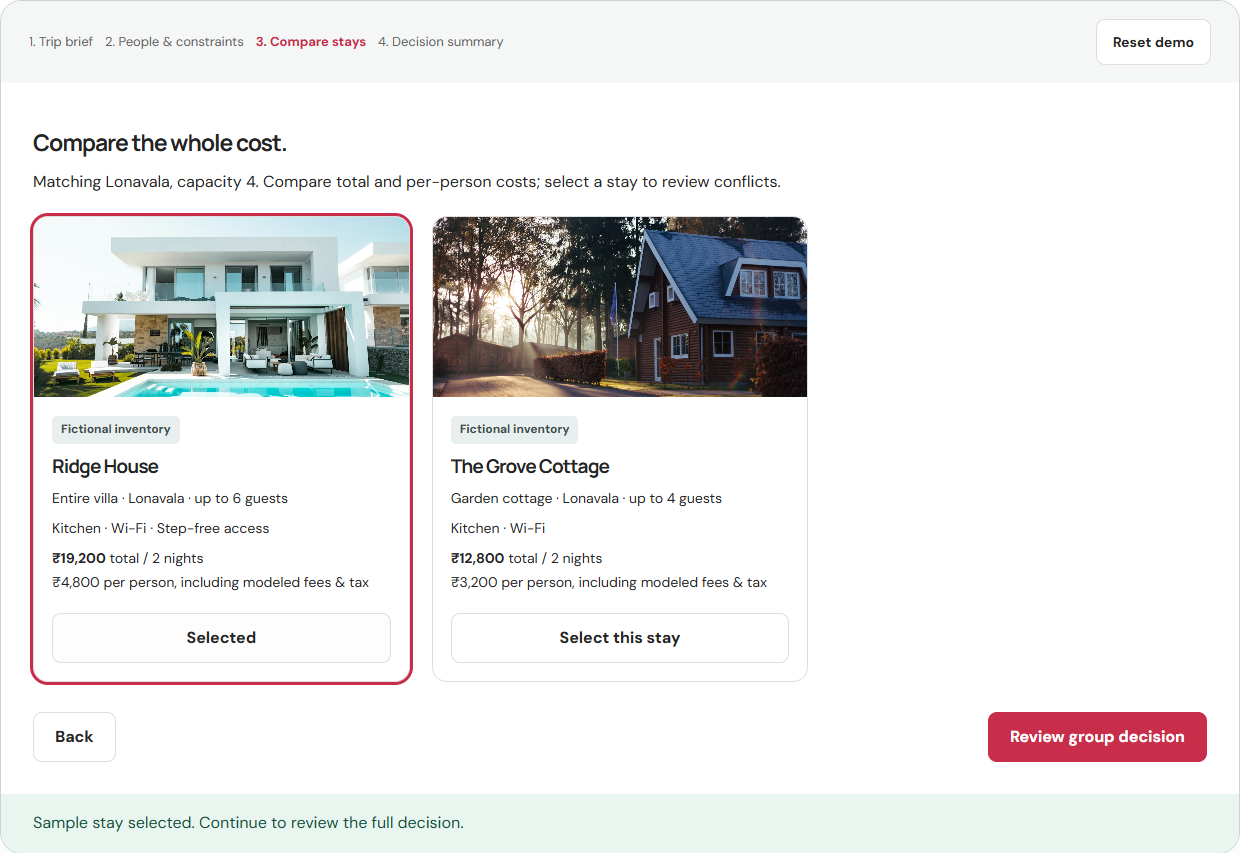 1. Trip brief 2. People & constraints 3. Compare stays 4. Decision summary
Reset demo
Compare the whole cost.
Matching Lonavala, capacity 4. Compare total and per-person costs; select a stay to review conflicts.
Fictional inventory
Ridge House
Entire villa · Lonavala · up to 6 guests
Kitchen · Wi-Fi · Step-free access
₹19,200 total / 2 nights
₹4,800 per person, including modeled fees & tax
Selected
Fictional inventory
The Grove Cottage
Garden cottage · Lonavala · up to 4 guests
Kitchen · Wi-Fi
₹12,800 total / 2 nights
₹3,200 per person, including modeled fees & tax
Select this stay
Back
Review group decision
Sample stay selected. Continue to review the full decision.